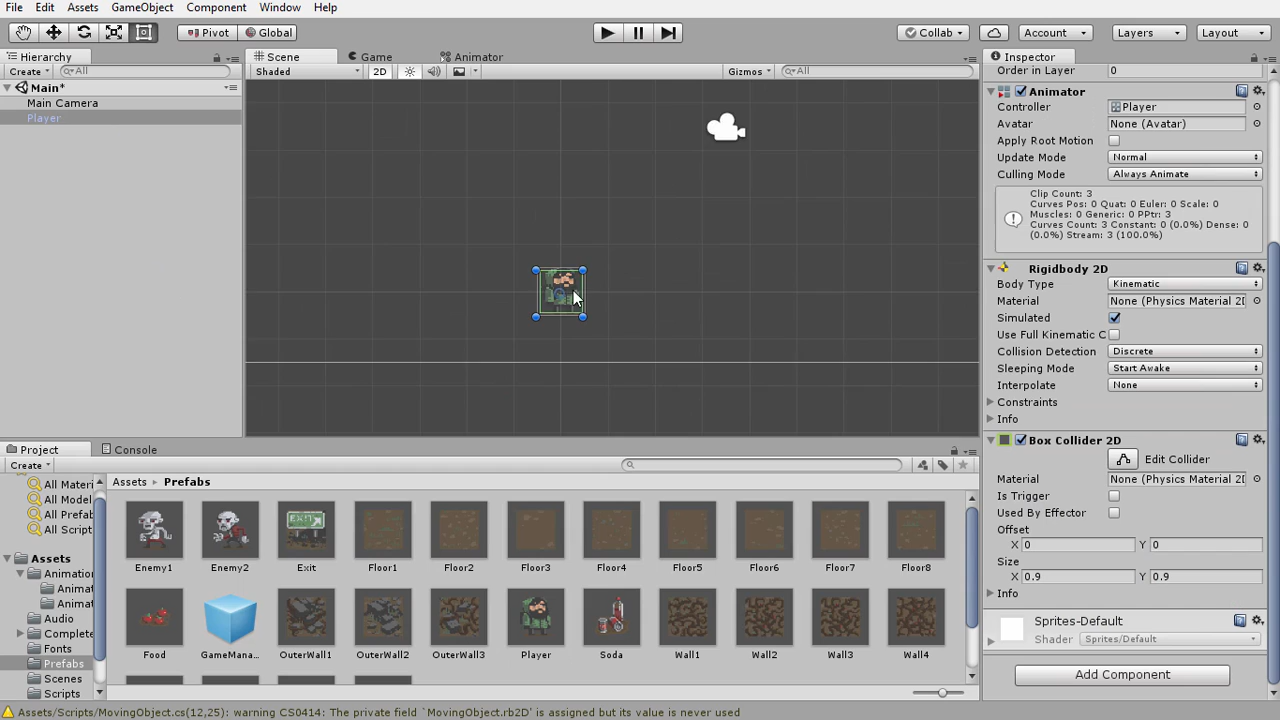 File Edit Assets GameObject Component Window Help
Pivot Global Collab Account Layers Layout
Hierarchy Scene Game Animator Inspector
Create All Shaded 2D Gizmos All Order in Layer 0
Main*
Main Camera
Player
Animator
Controller Player
Avatar None (Avatar)
Apply Root Motion
Update Mode Normal
Culling Mode Always Animate
Clip Count: 3
Curves Pos: 0 Quat: 0 Euler: 0 Scale: 0
Muscles: 0 Generic: 0 PPtr: 3
Curves Count: 3 Constant: 0 (0.0%) Dense: 0
(0.0%) Stream: 3 (100.0%)
Rigidbody 2D
Body Type Kinematic
Material None (Physics Material 2D
Simulated
Use Full Kinematic C
Collision Detection Discrete
Sleeping Mode Start Awake
Interpolate None
Constraints
Info
Box Collider 2D
Edit Collider
Material None (Physics Material 2D
Is Trigger
Used By Effector
Offset
X 0 Y 0
Size
X 0.9 Y 0.9
Info
Sprites-Default
Shader Sprites/Default
Add Component
Project Console
Create
All Materi
All Model
All Prefab
All Script
Assets
Animation
Animat
Animat
Audio
Complete
Fonts
Prefabs
Scenes
Scripts
Assets Prefabs
EXIT
Enemy1 Enemy2 Exit Floor1 Floor2 Floor3 Floor4 Floor5 Floor6 Floor7 Floor8
Food GameMana... OuterWall1 OuterWall2 OuterWall3 Player Soda Wall1 Wall2 Wall3 Wall4
Assets/Scripts/MovingObject.cs(12,25): warning CS0414: The private field `MovingObject.rb2D' is assigned but its value is never used